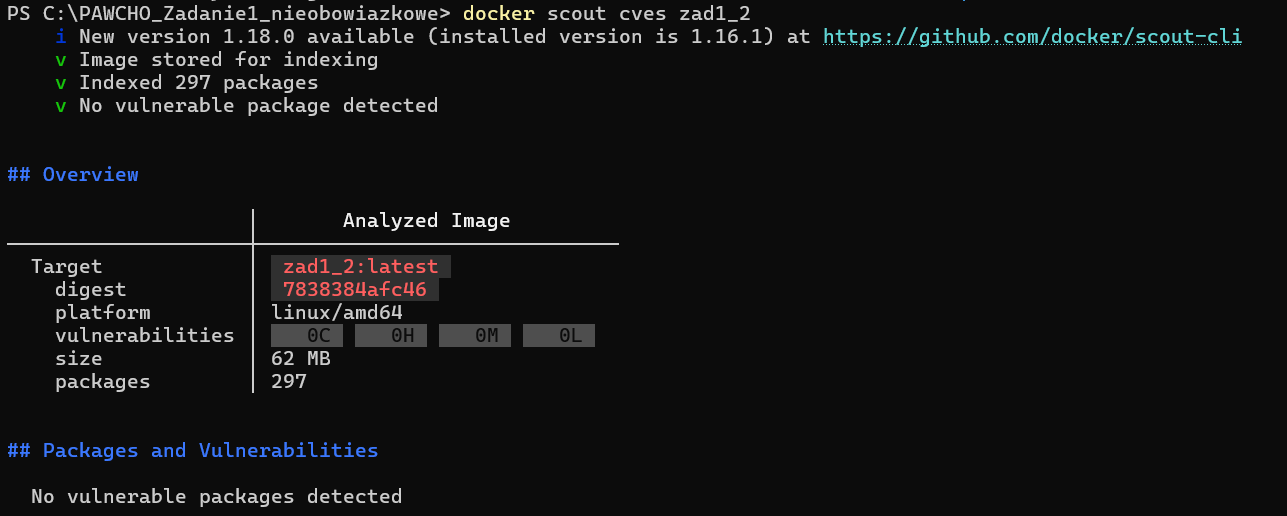 PS C:\PAWCHO_Zadanie1_nieobowiazkowe> docker scout cves zad1_2
i New version 1.18.0 available (installed version is 1.16.1) at https://github.com/docker/scout-cli
v Image stored for indexing
v Indexed 297 packages
v No vulnerable package detected
## Overview
Analyzed Image
Target zad1_2:latest
digest 7838384afc46
platform linux/amd64
vulnerabilities 0C 0H 0M 0L
size 62 MB
packages 297
## Packages and Vulnerabilities
No vulnerable packages detected